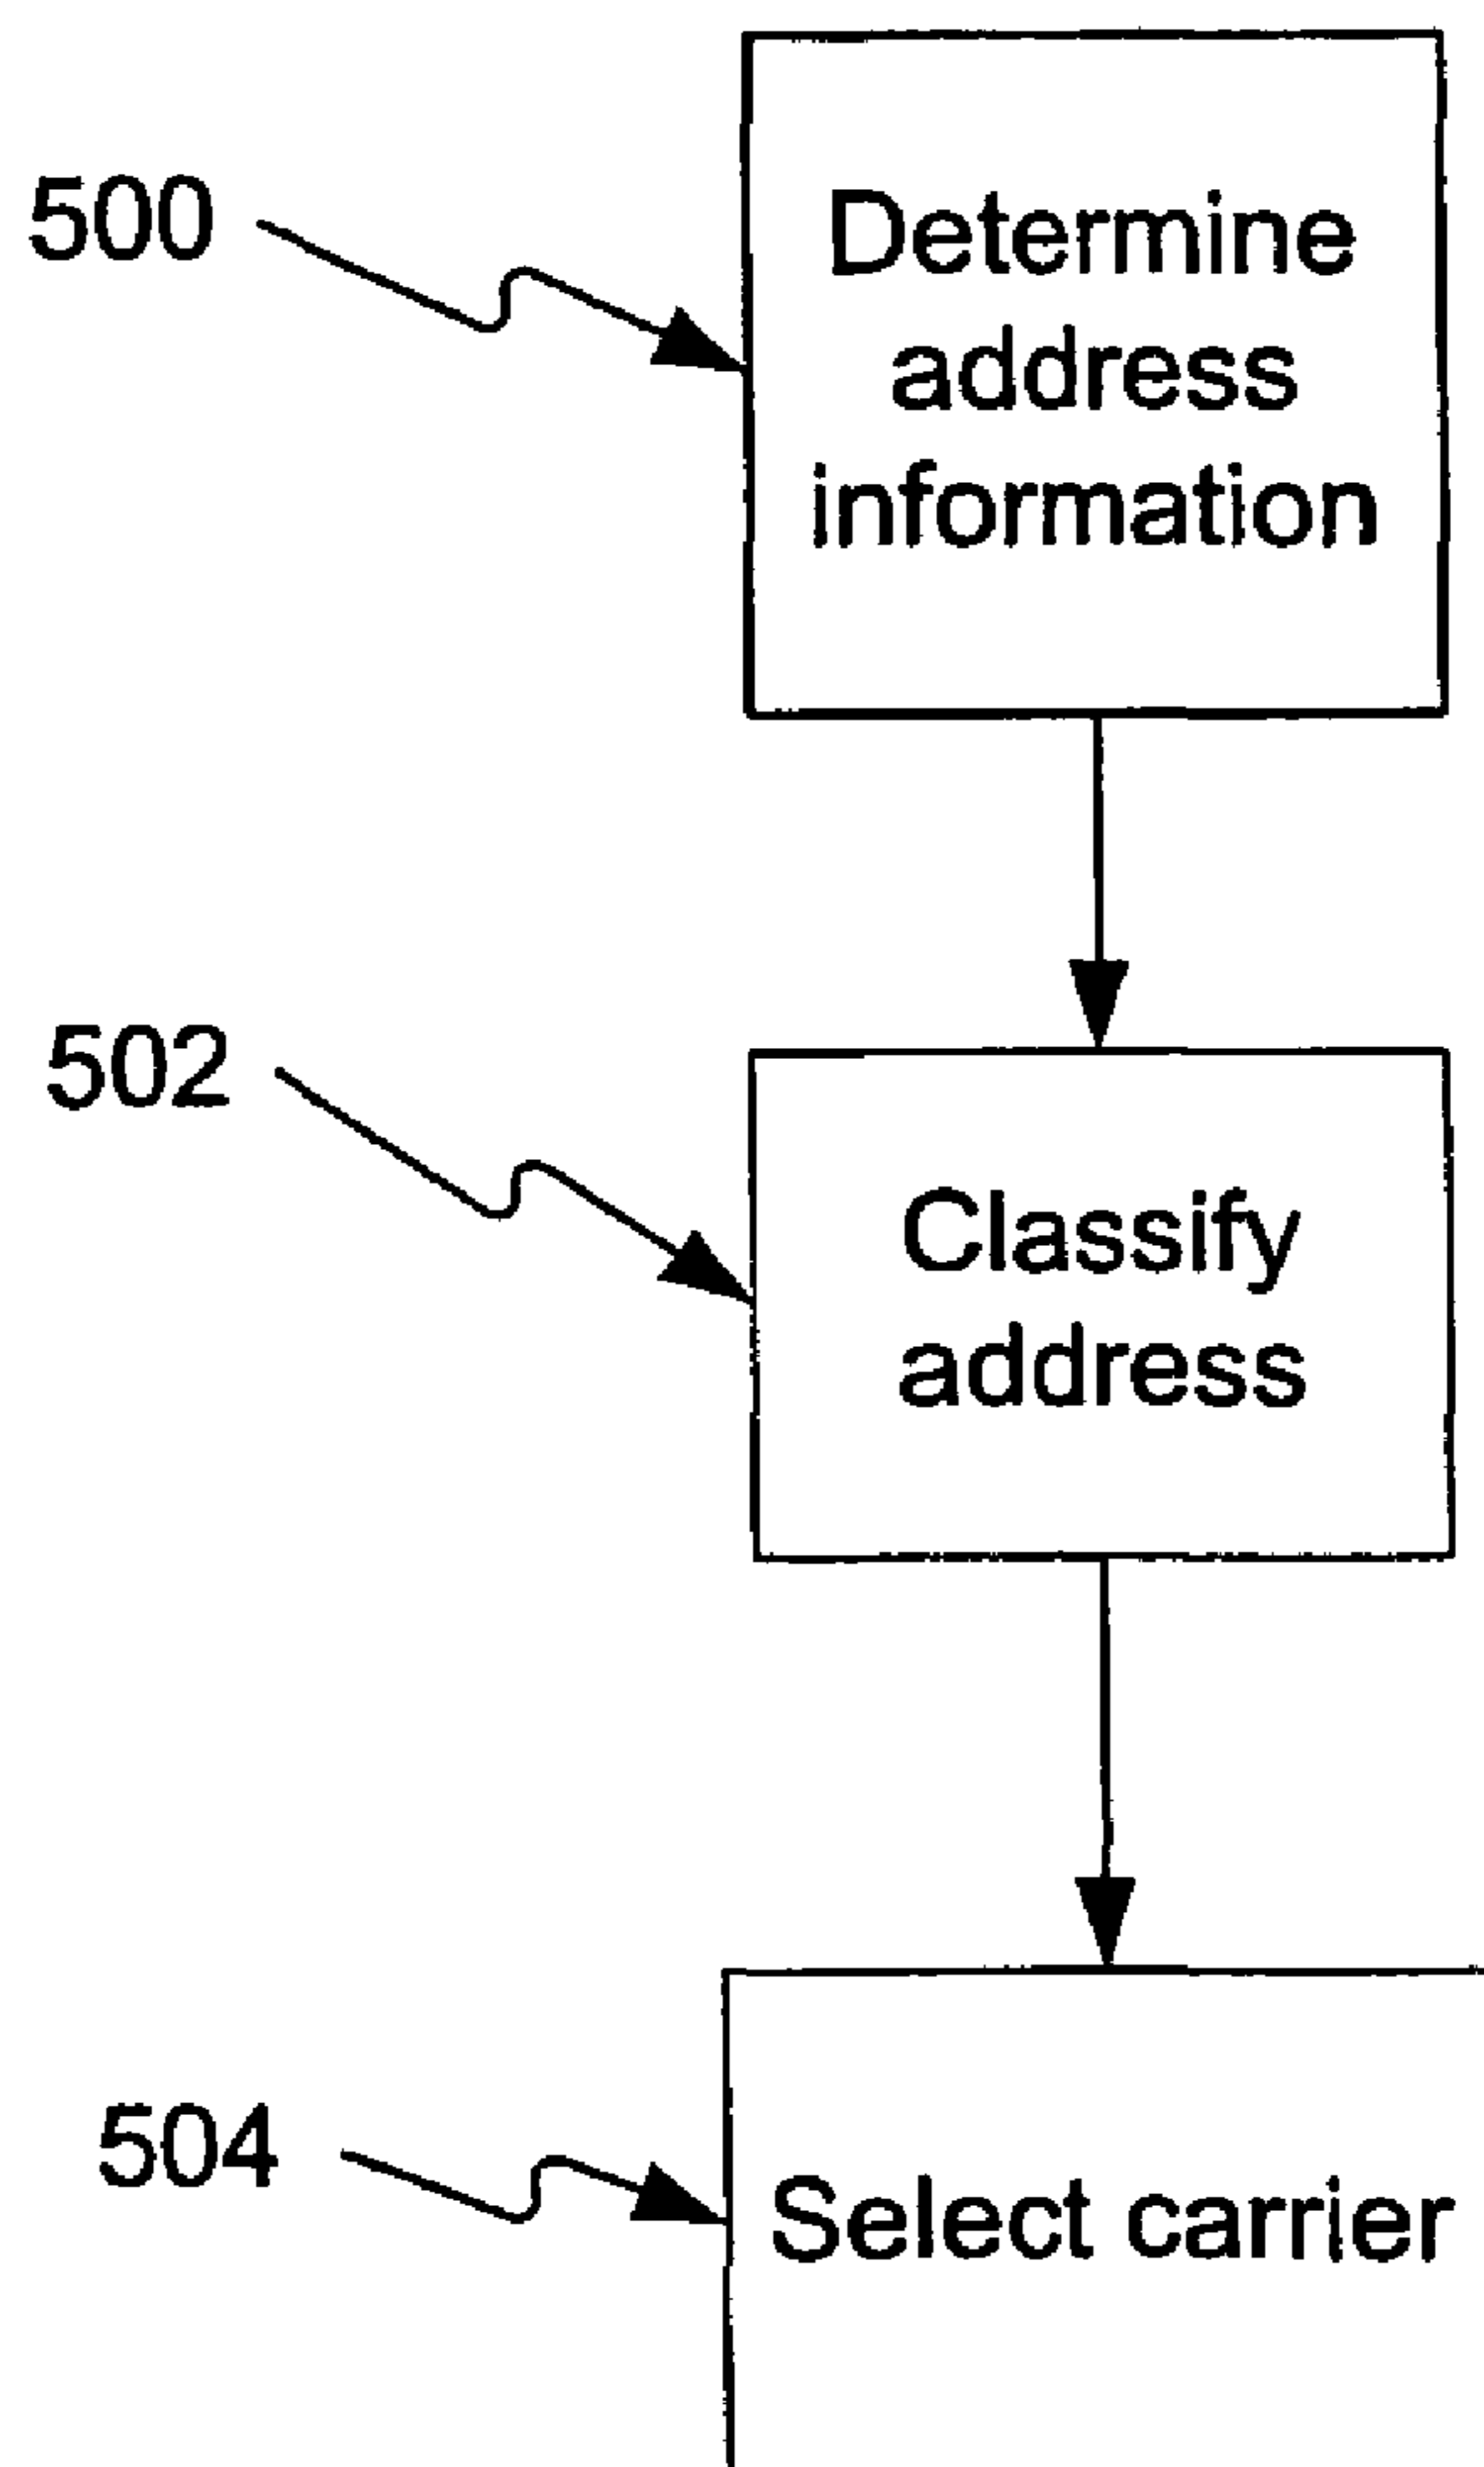 500
Determine
address
information
502
Classify
address
504
Select carrier